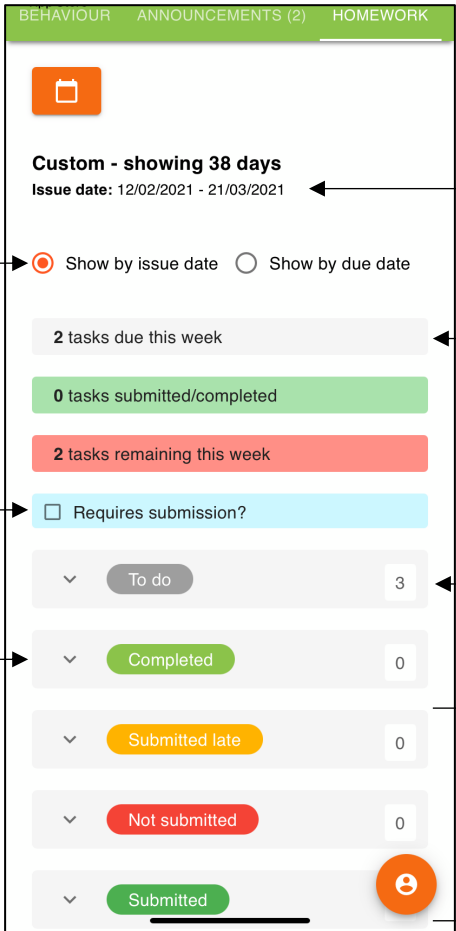 BEHAVIOUR ANNOUNCEMENTS (2) HOMEWORK
Custom - showing 38 days
Issue date: 12/02/2021 - 21/03/2021
Show by issue date Show by due date
2 tasks due this week
0 tasks submitted/completed
2 tasks remaining this week
Requires submission?
To do 3
Completed 0
Submitted late 0
Not submitted 0
Submitted